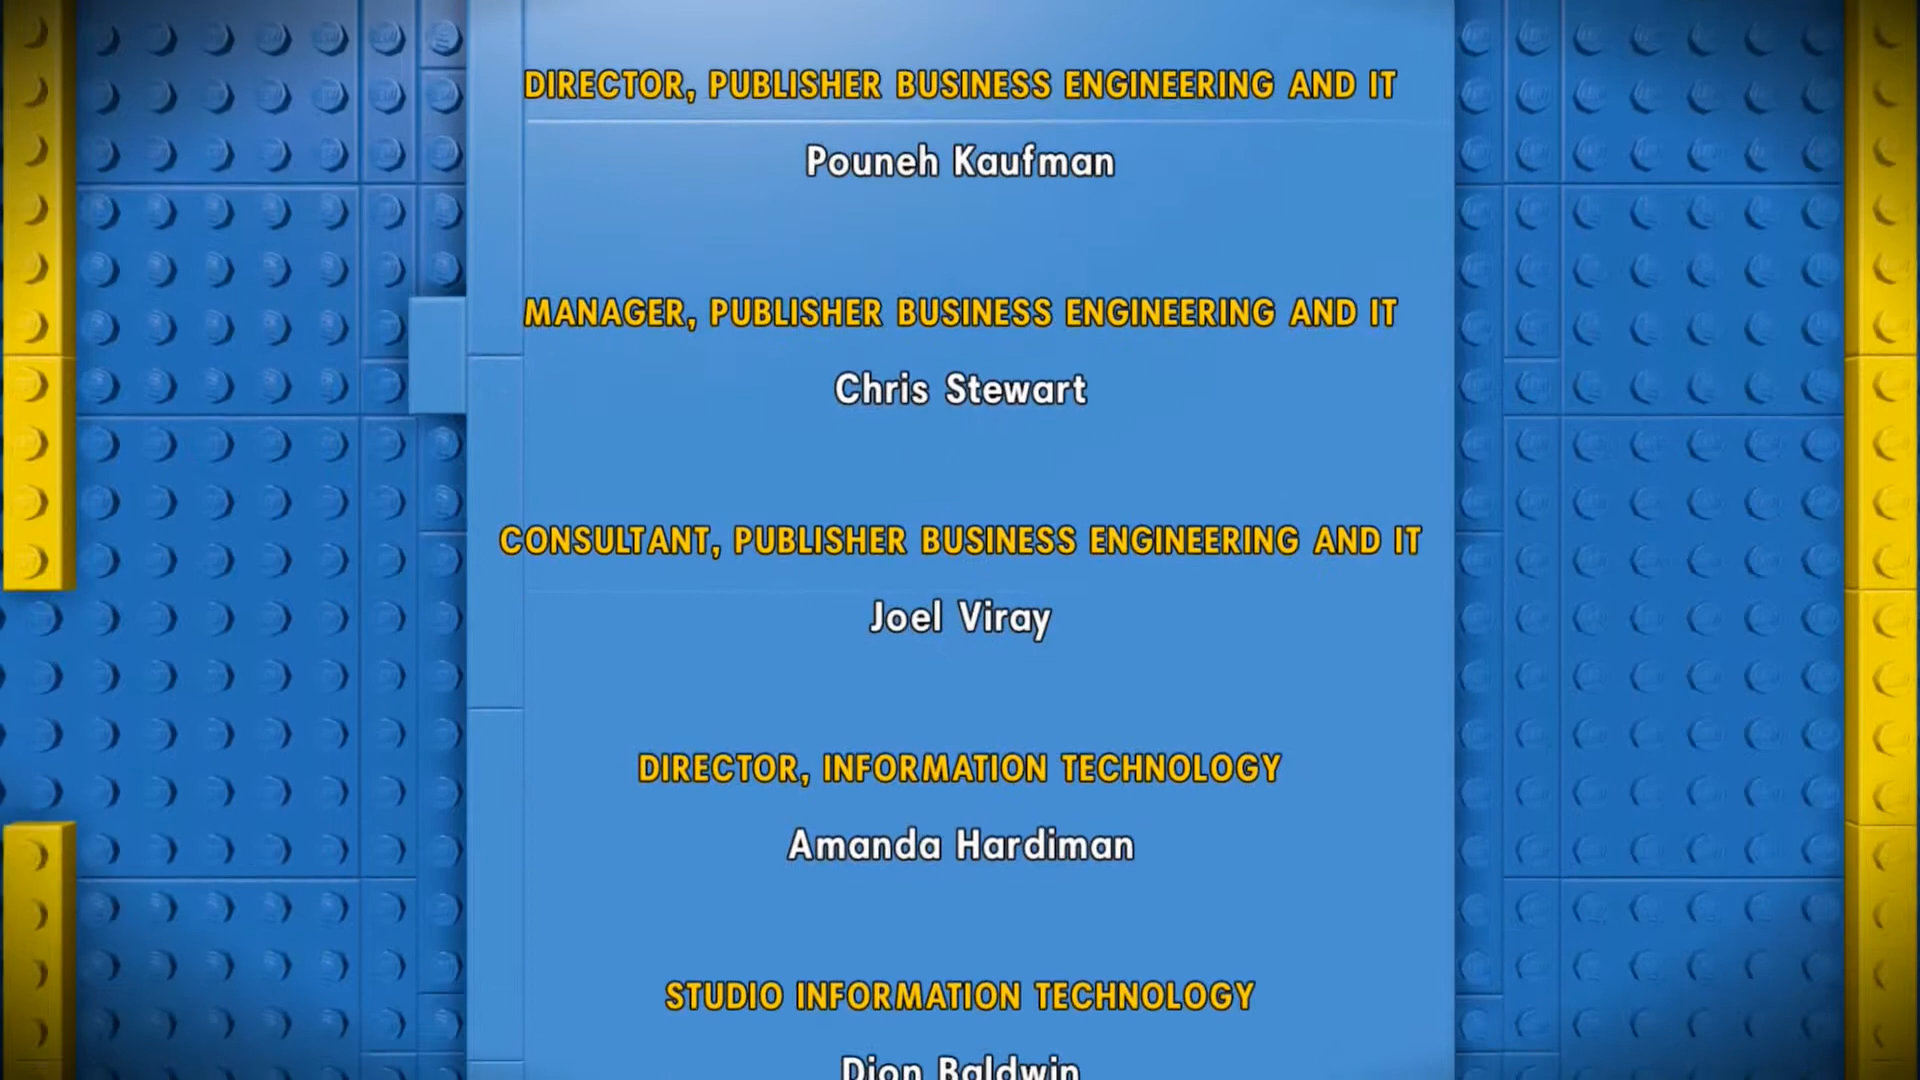 DIRECTOR, PUBLISHER BUSINESS ENGINEERING AND IT
Pouneh Kaufman
MANAGER, PUBLISHER BUSINESS ENGINEERING AND IT
Chris Stewart
CONSULTANT, PUBLISHER BUSINESS ENGINEERING AND IT
Joel Viray
DIRECTOR, INFORMATION TECHNOLOGY
Amanda Hardiman
STUDIO INFORMATION TECHNOLOGY
Dion Baldwin